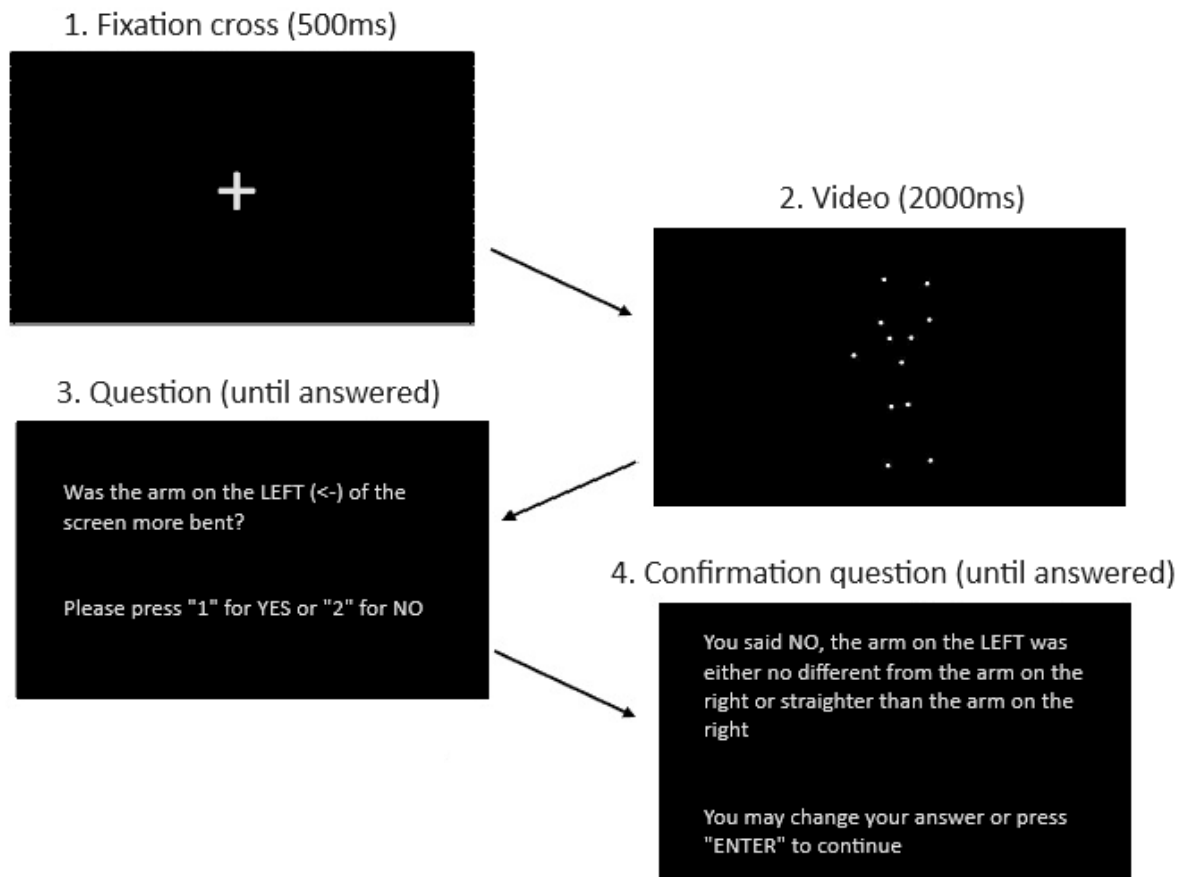 1. Fixation cross (500ms)
2. Video (2000ms)
3. Question (until answered)
Was the arm on the LEFT (<-) of the
screen more bent?
Please press "1" for YES or "2" for NO
4. Confirmation question (until answered)
You said NO, the arm on the LEFT was
either no different from the arm on the
right or straighter than the arm on the
right
You may change your answer or press
"ENTER" to continue